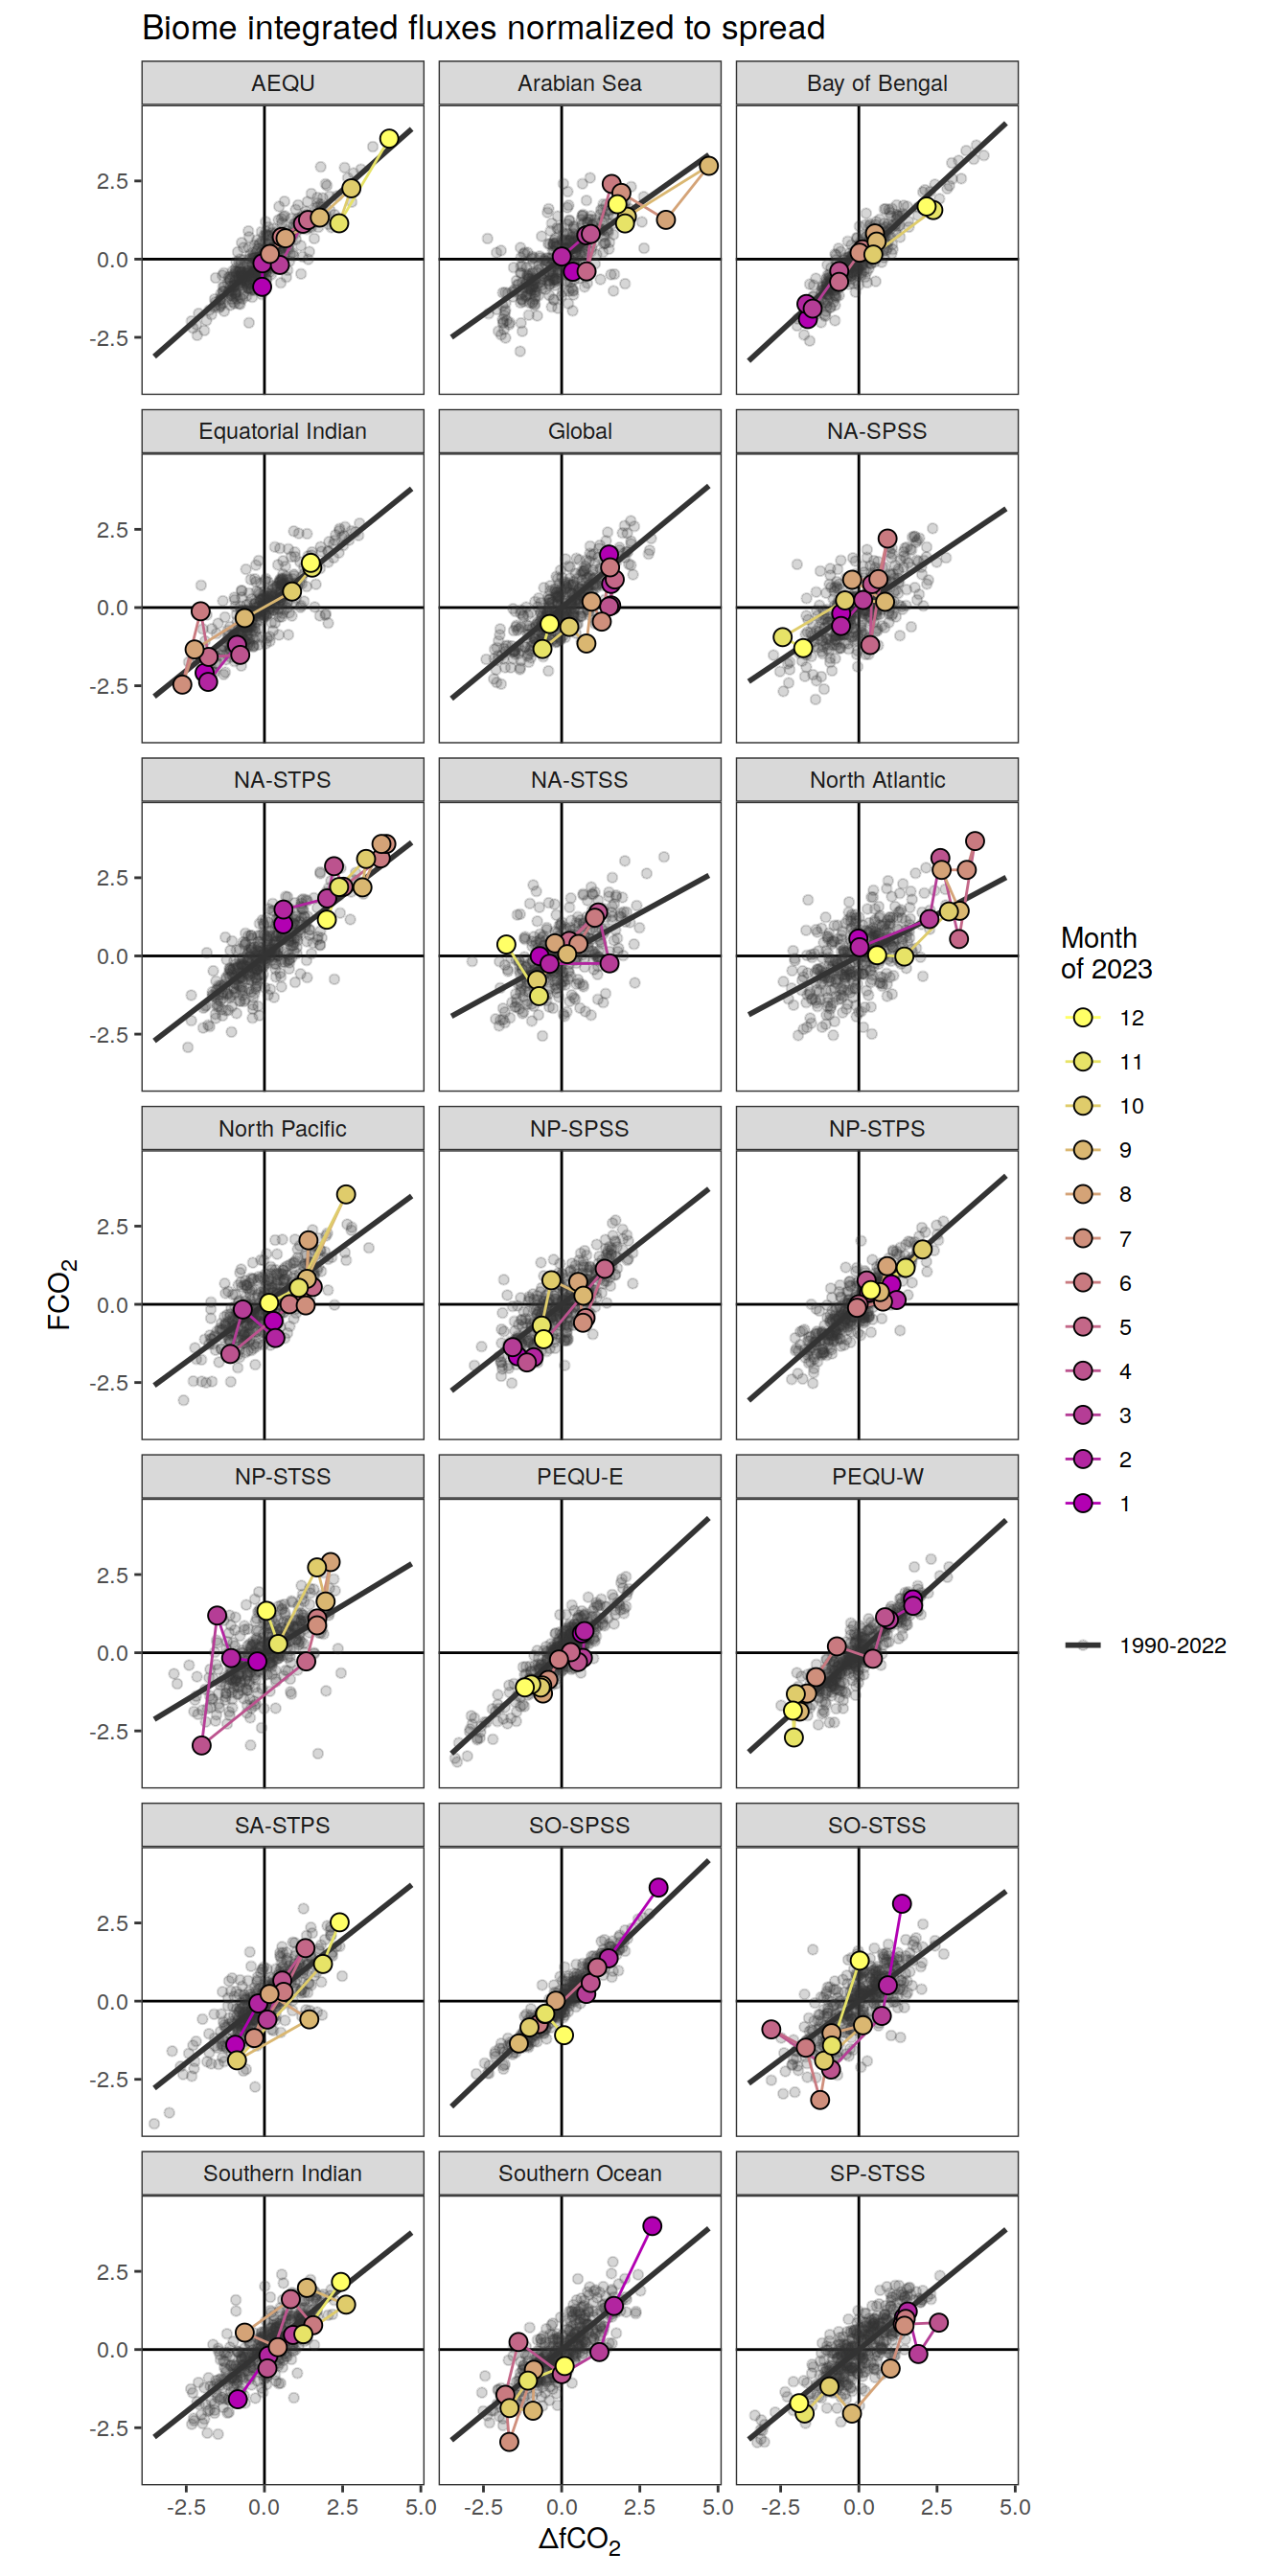 Biome integrated fluxes normalized to spread
AEQU
Arabian Sea
Bay of Bengal
2.5
0.0
-2.5
Equatorial Indian
Global
NA-SPSS
2.5
0.0
-2.5
NA-STPS
NA-STSS
North Atlantic
2.5
0.0
-2.5
North Pacific
NP-SPSS
NP-STPS
2.5
0.0
-2.5
NP-STSS
PEQU-E
PEQU-W
2.5
0.0
-2.5
SA-STPS
SO-SPSS
SO-STSS
2.5
0.0
-2.5
Southern Indian
Southern Ocean
SP-STSS
2.5
0.0
-2.5
-2.5 0.0 2.5 5.0
-2.5 0.0 2.5 5.0
-2.5 0.0 2.5 5.0
ΔfCO₂
FCO₂
Month
of 2023
12
11
10
9
8
7
6
5
4
3
2
1
1990-2022